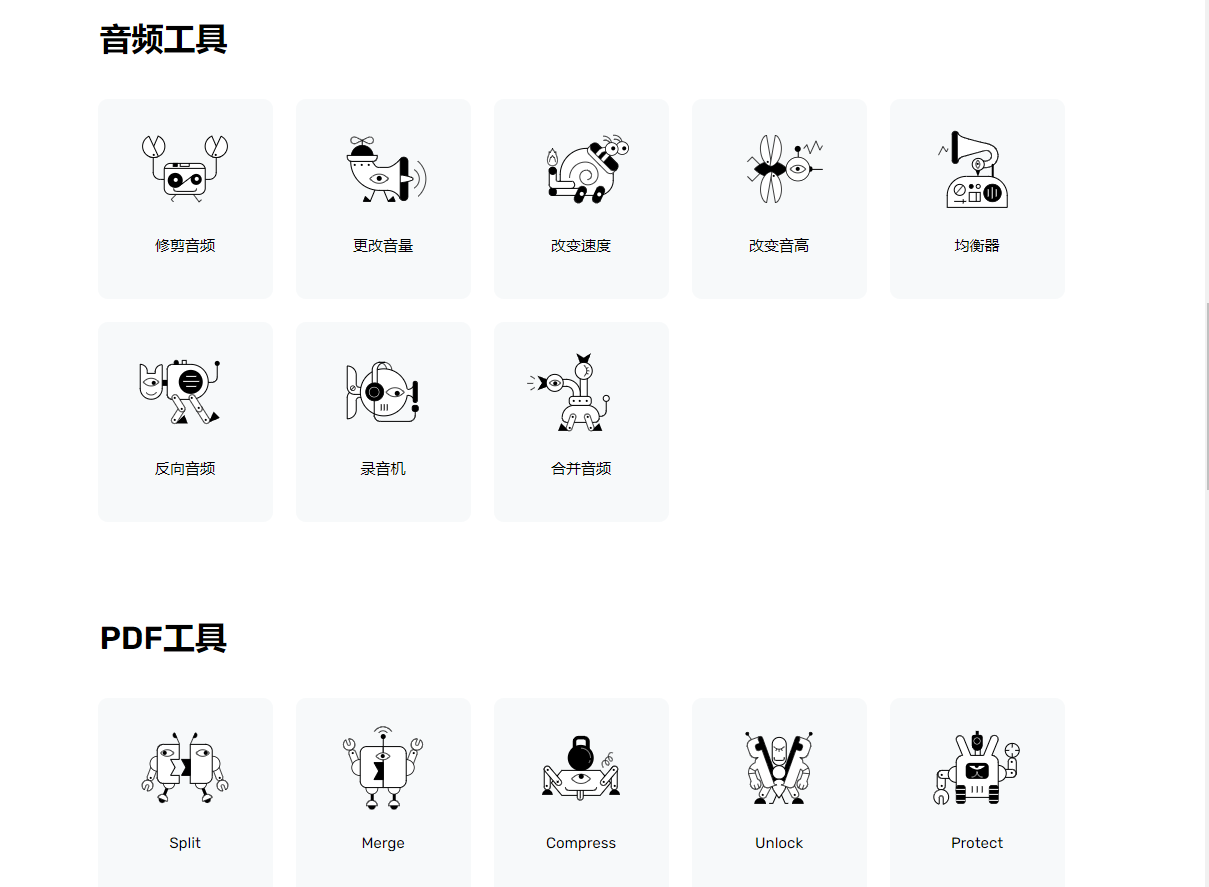 音频工具
修剪音频
更改音量
改变速度
改变音高
均衡器
反向音频
录音机
合并音频
PDF工具
Split
Merge
Compress
Unlock
Protect